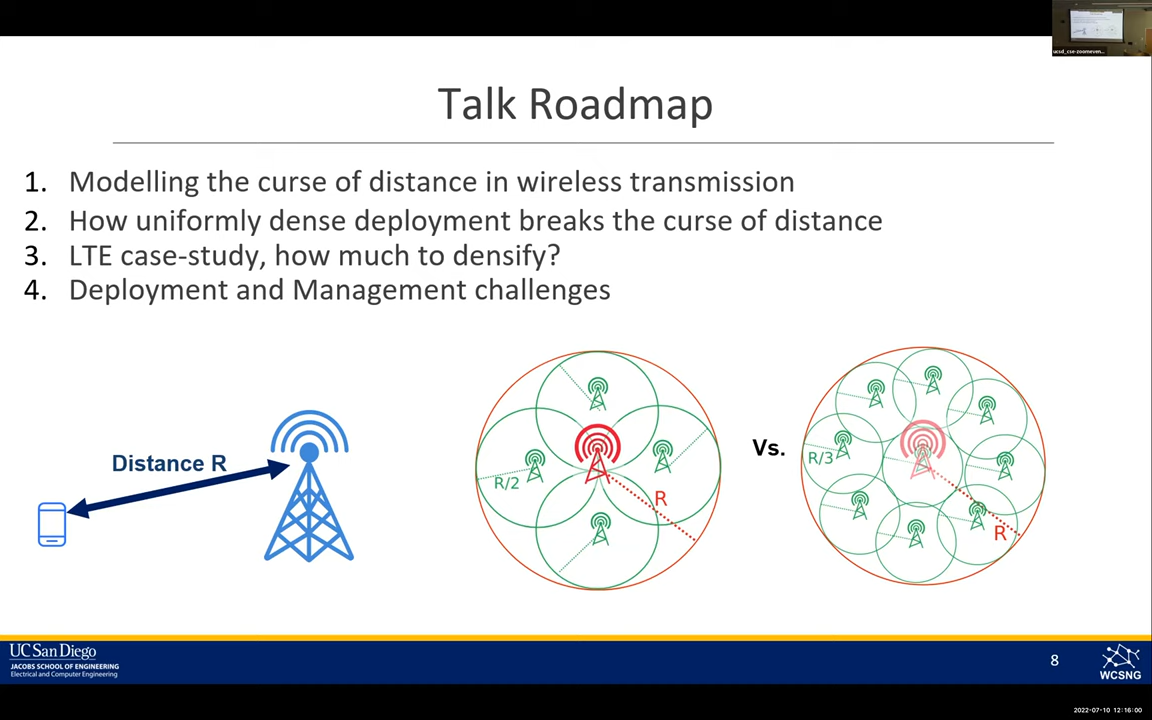 ucsd_cse-zoomeven...
Talk Roadmap
1. Modelling the curse of distance in wireless transmission
2. How uniformly dense deployment breaks the curse of distance
3. LTE case-study, how much to densify?
4. Deployment and Management challenges
Distance R
R/2
R
Vs.
R/3
R
UC San Diego
JACOBS SCHOOL OF ENGINEERING
Electrical and Computer Engineering
8
WCSNG
2022-07-10 12:16:00